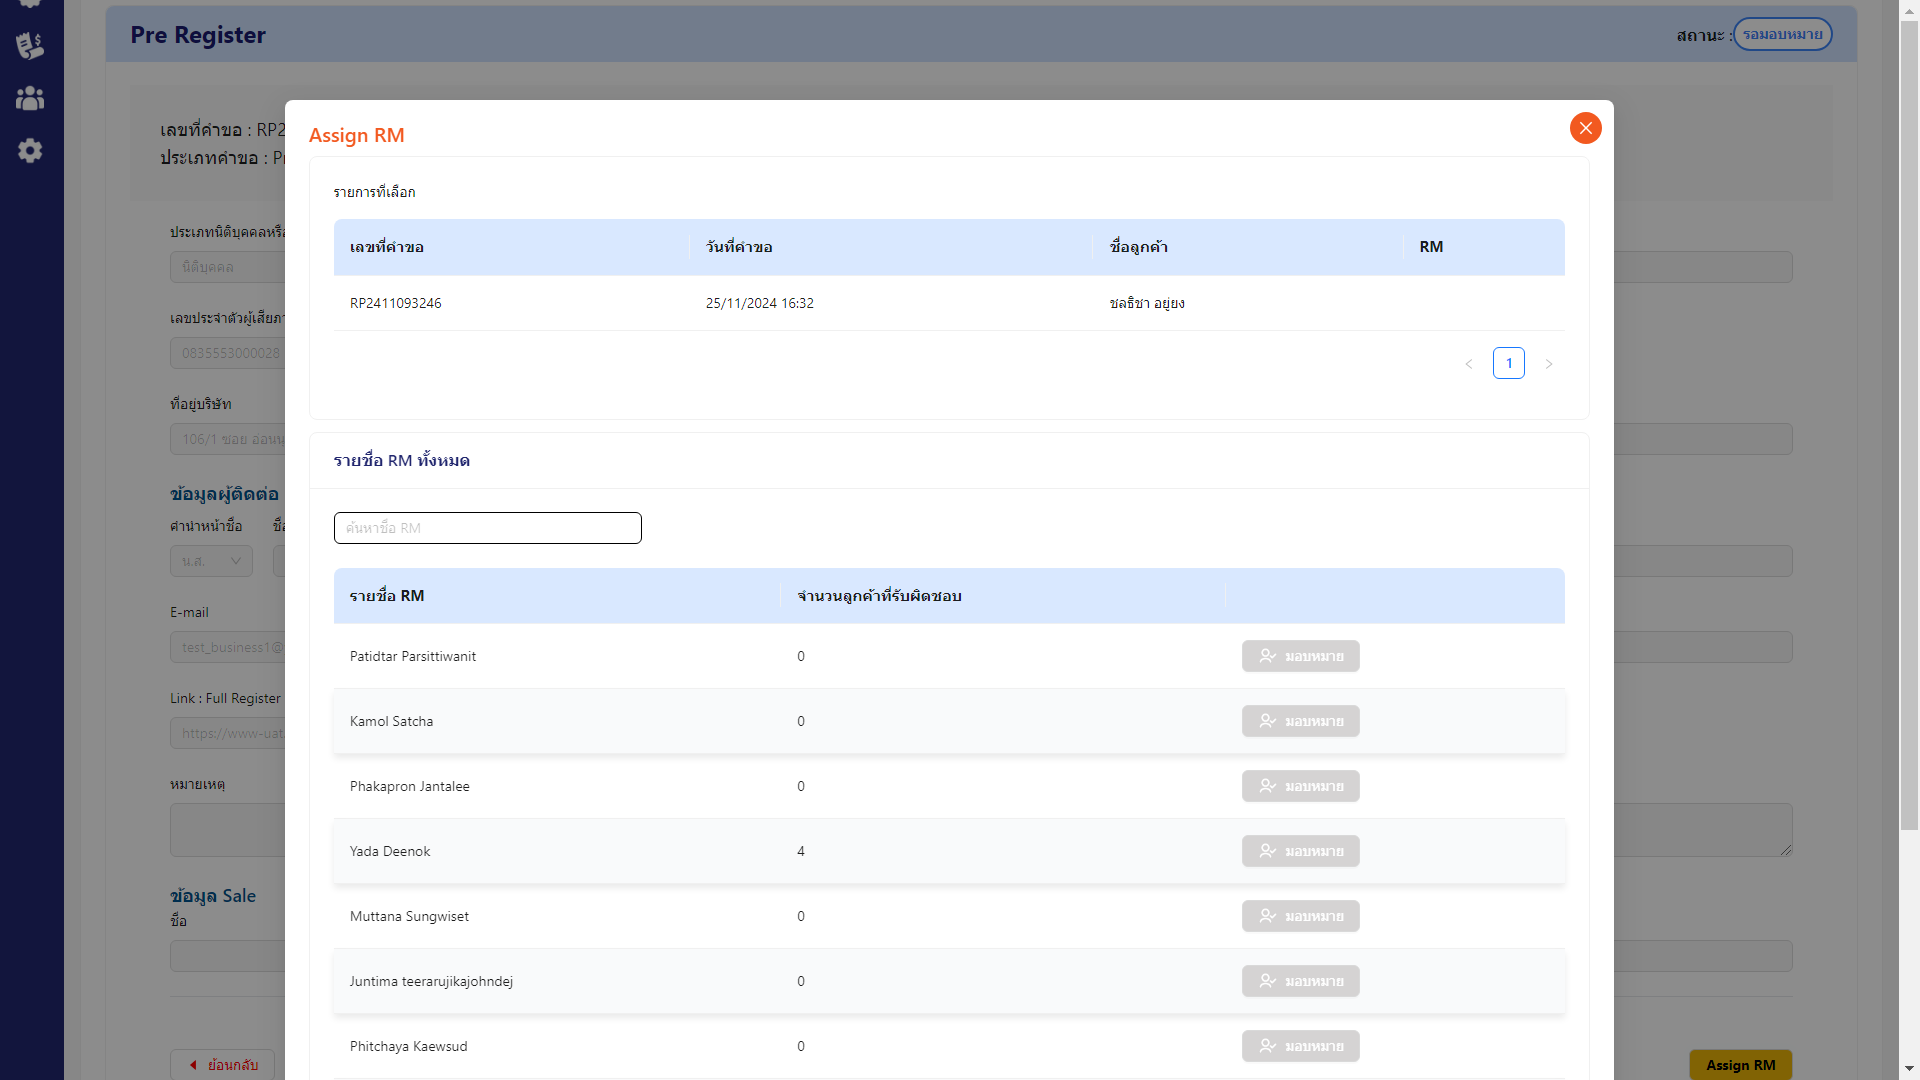 Pre Register
สถานะ : รอมอบหมาย
เลขที่คำขอ : RP2
ประเภทคำขอ :
Assign RM
รายการที่เลือก
เลขที่คำขอ วันที่คำขอ ชื่อลูกค้า RM
RP2411093246 25/11/2024 16:32 ชลธิชา อยู่ยง
1
ประเภทนิติบุคคลหรือ
นิติบุคคล
เลขประจำตัวผู้เสียภา
0835553000028
ที่อยู่บริษัท
106/1 ซอย อ่อนนุ
ข้อมูลผู้ติดต่อ
คำนำหน้าชื่อ ชื่อ
น.ส.
E-mail
test_business1@
Link : Full Register
https://www-uat.
หมายเหตุ
ข้อมูล Sale
ชื่อ
ย้อนกลับ
รายชื่อ RM ทั้งหมด
ค้นหาชื่อ RM
รายชื่อ RM จำนวนลูกค้าที่รับผิดชอบ
Patidtar Parsittiwanit 0 มอบหมาย
Kamol Satcha 0 มอบหมาย
Phakapron Jantalee 0 มอบหมาย
Yada Deenok 4 มอบหมาย
Muttana Sungwiset 0 มอบหมาย
Juntima teerarujikajohndej 0 มอบหมาย
Phitchaya Kaewsud 0 มอบหมาย
Assign RM